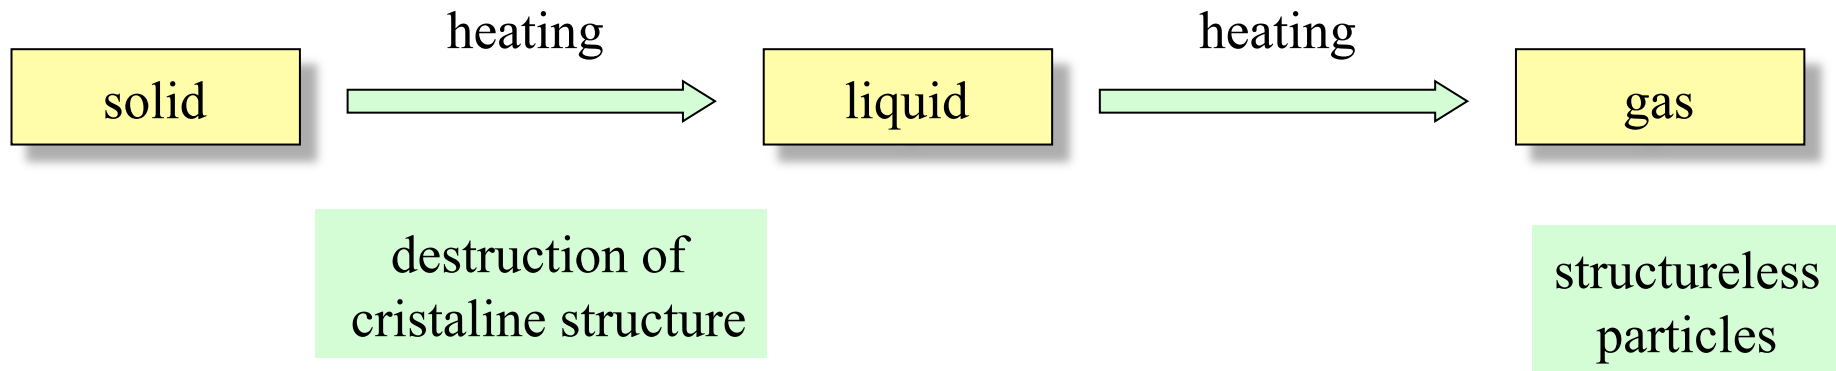 heating
heating
solid
liquid
gas
destruction of
cristaline structure
structureless
particles